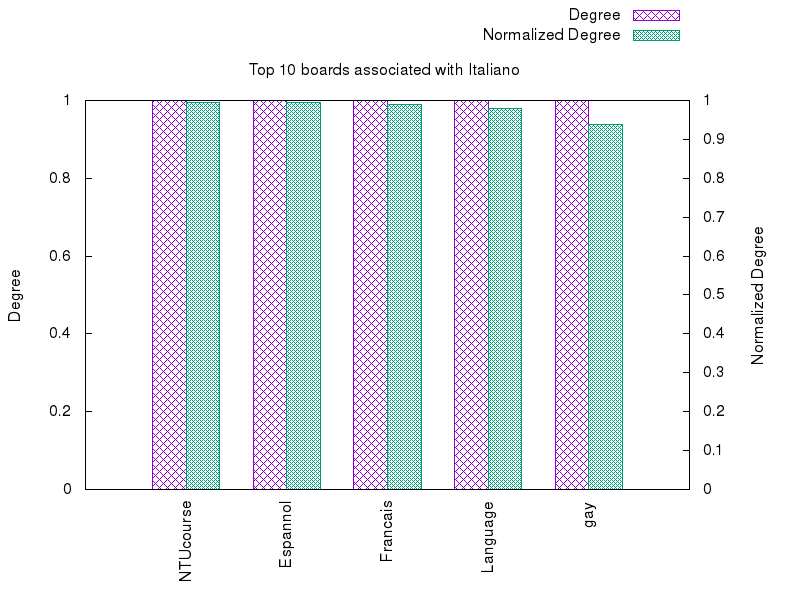 Degree
Normalized Degree
Top 10 boards associated with Italiano
1
0.8
0.6
0.4
0.2
0
1
0.9
0.8
0.7
0.6
0.5
0.4
0.3
0.2
0.1
0
Degree
Normalized Degree
NTUcourse
Espannol
Francais
Language
gay